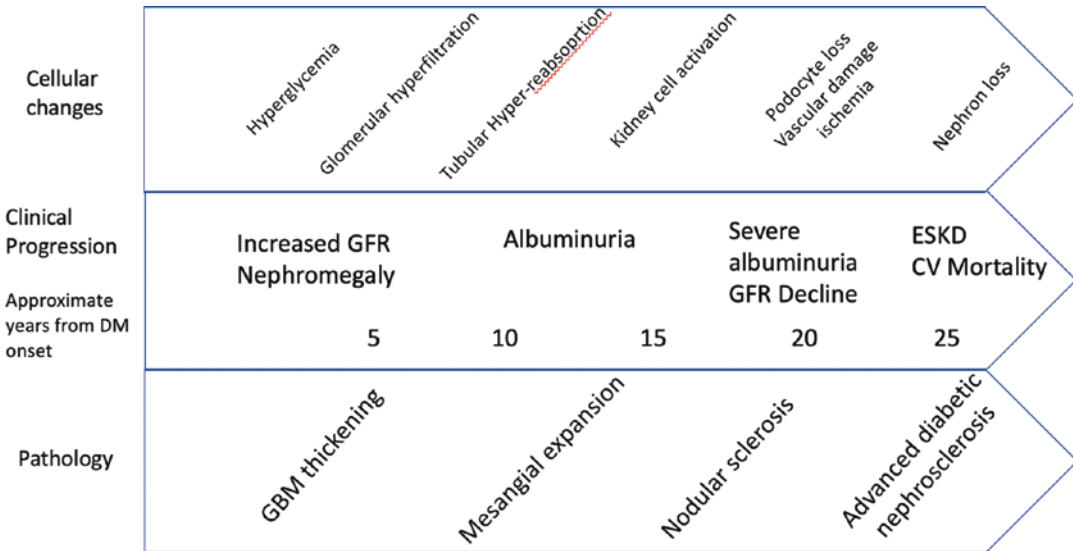 Cellular
changes
Hyperglycemia
Glomerular hyperfiltration
Tubular Hyper-reabsoprtion
Kidney cell activation
Podocyte loss
Vascular damage
ischemia
Nephron loss
Clinical
Progression
Increased GFR
Nephromegaly
Albuminuria
Severe
albuminuria
GFR Decline
ESKD
CV Mortality
Approximate
years from DM
onset
5 10 15 20 25
Pathology
GBM thickening
Mesangial expansion
Nodular sclerosis
Advanced diabetic
nephrosclerosis